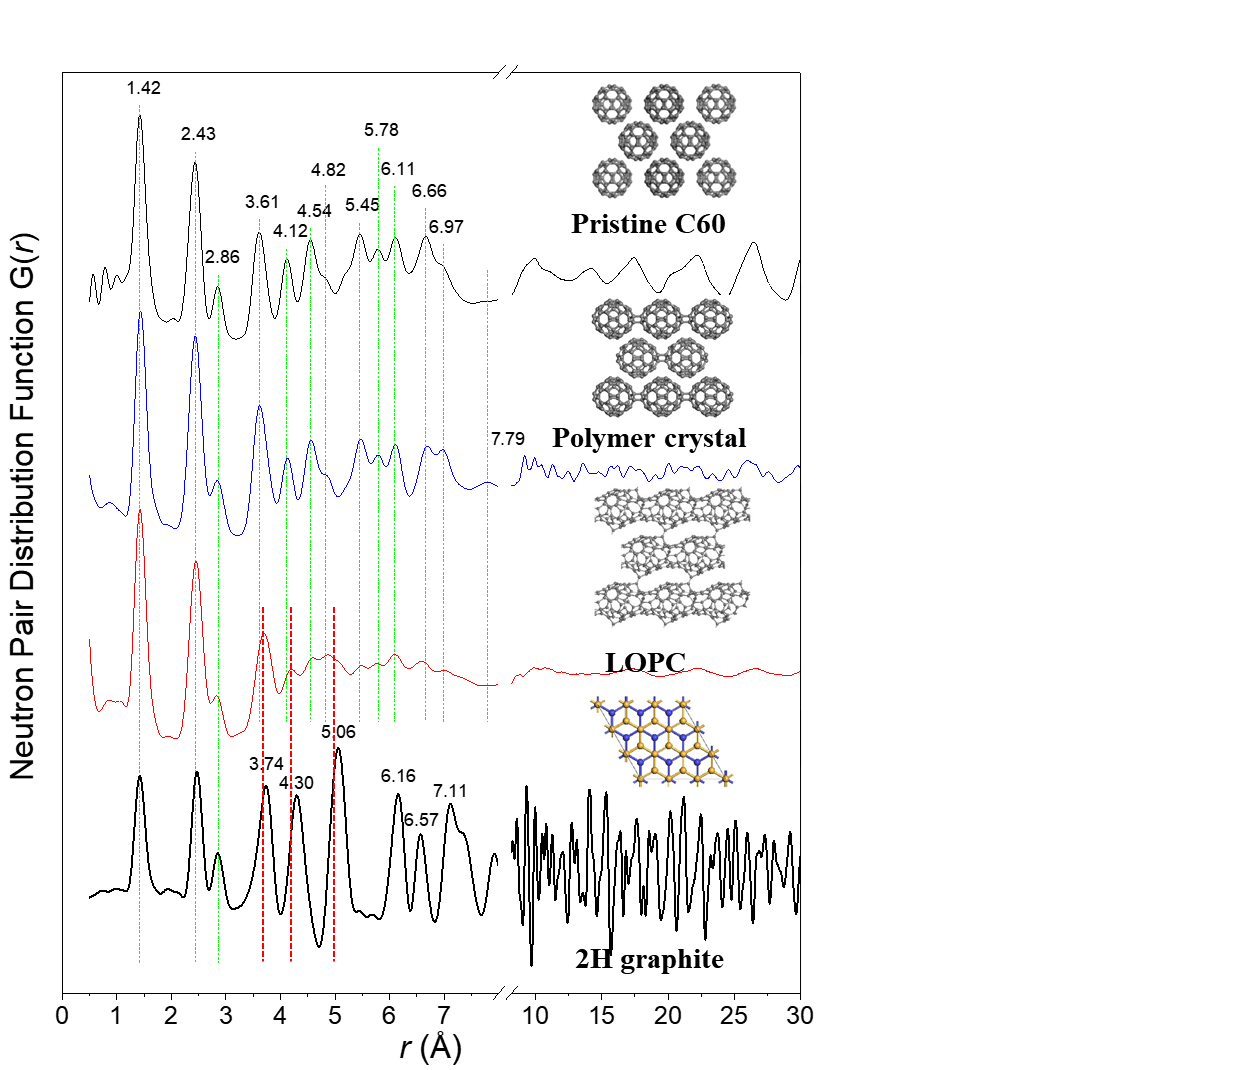 Neutron Pair Distribution Function G(r)
1.42
2.43
2.86
3.61
4.12
4.54
4.82
5.45
5.78
6.11
6.66
6.97
Pristine C60
7.79
Polymer crystal
LOPC
3.74
4.30
5.06
6.16
6.57
7.11
2H graphite
0 1 2 3 4 5 6 7 10 15 20 25 30
r (Å)